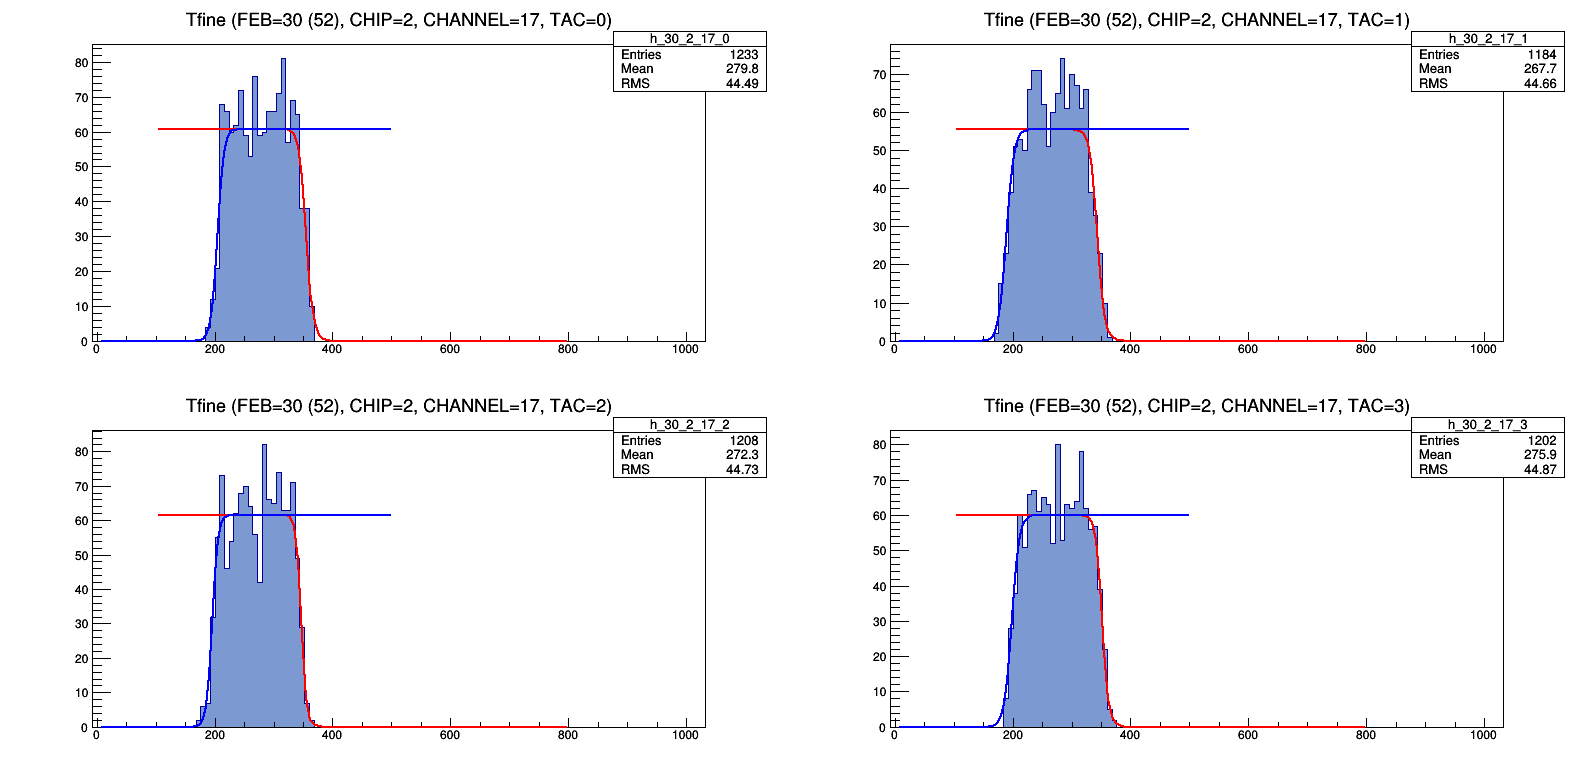 Tfine (FEB=30 (52), CHIP=2, CHANNEL=17, TAC=0)
h_30_2_17_0
Entries 1233
Mean 279.8
RMS 44.49
80
70
60
50
40
30
20
10
0
0 200 400 600 800 1000
Tfine (FEB=30 (52), CHIP=2, CHANNEL=17, TAC=1)
h_30_2_17_1
Entries 1184
Mean 267.7
RMS 44.66
70
60
50
40
30
20
10
0
0 200 400 600 800 1000
Tfine (FEB=30 (52), CHIP=2, CHANNEL=17, TAC=2)
h_30_2_17_2
Entries 1208
Mean 272.3
RMS 44.73
80
70
60
50
40
30
20
10
0
0 200 400 600 800 1000
Tfine (FEB=30 (52), CHIP=2, CHANNEL=17, TAC=3)
h_30_2_17_3
Entries 1202
Mean 275.9
RMS 44.87
80
70
60
50
40
30
20
10
0
0 200 400 600 800 1000